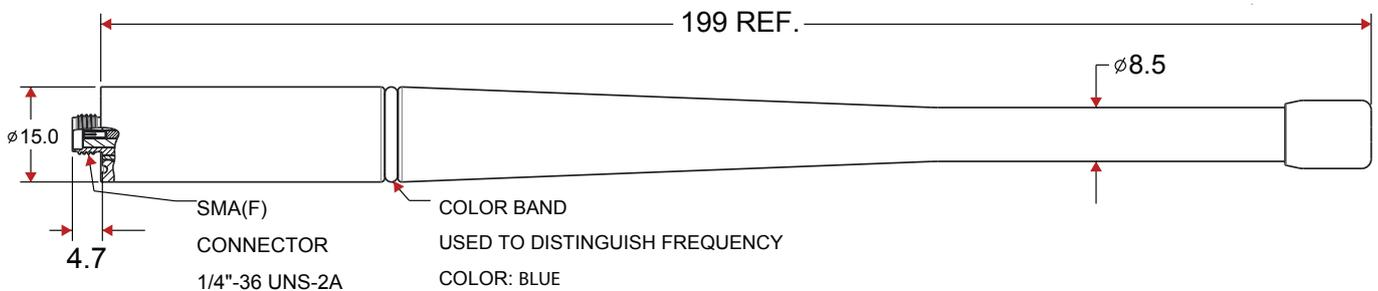 199 REF.
⌀8.5
⌀15.0
4.7
SMA(F)
CONNECTOR
1/4"-36 UNS-2A
COLOR BAND
USED TO DISTINGUISH FREQUENCY
COLOR: BLUE